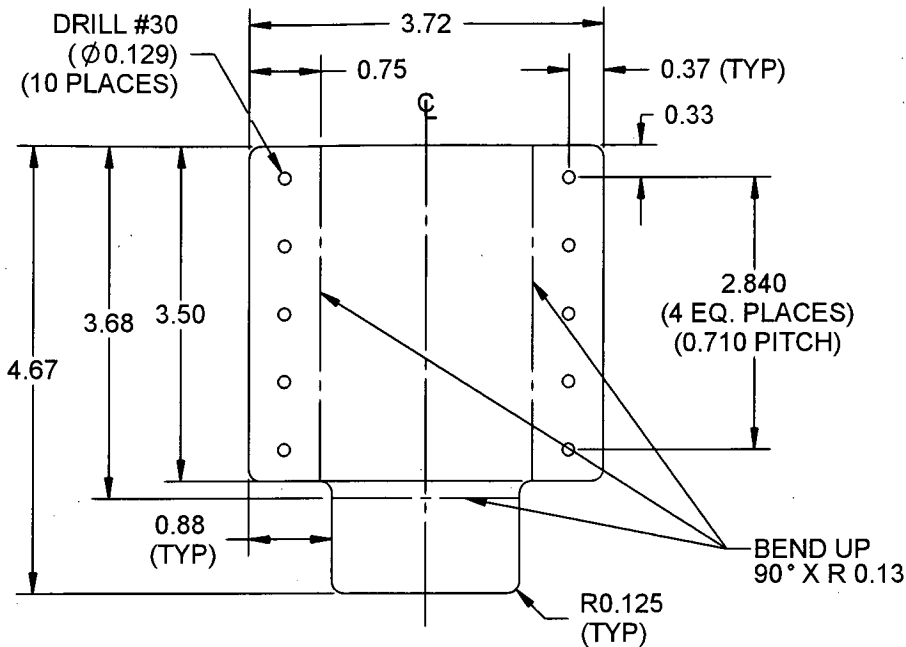 DRILL #30
(⌀0.129)
(10 PLACES)
3.72
0.75
0.37 (TYP)
℄
0.33
4.67
3.68
3.50
2.840
(4 EQ. PLACES)
(0.710 PITCH)
0.88
(TYP)
BEND UP
90° X R 0.13
R0.125
(TYP)